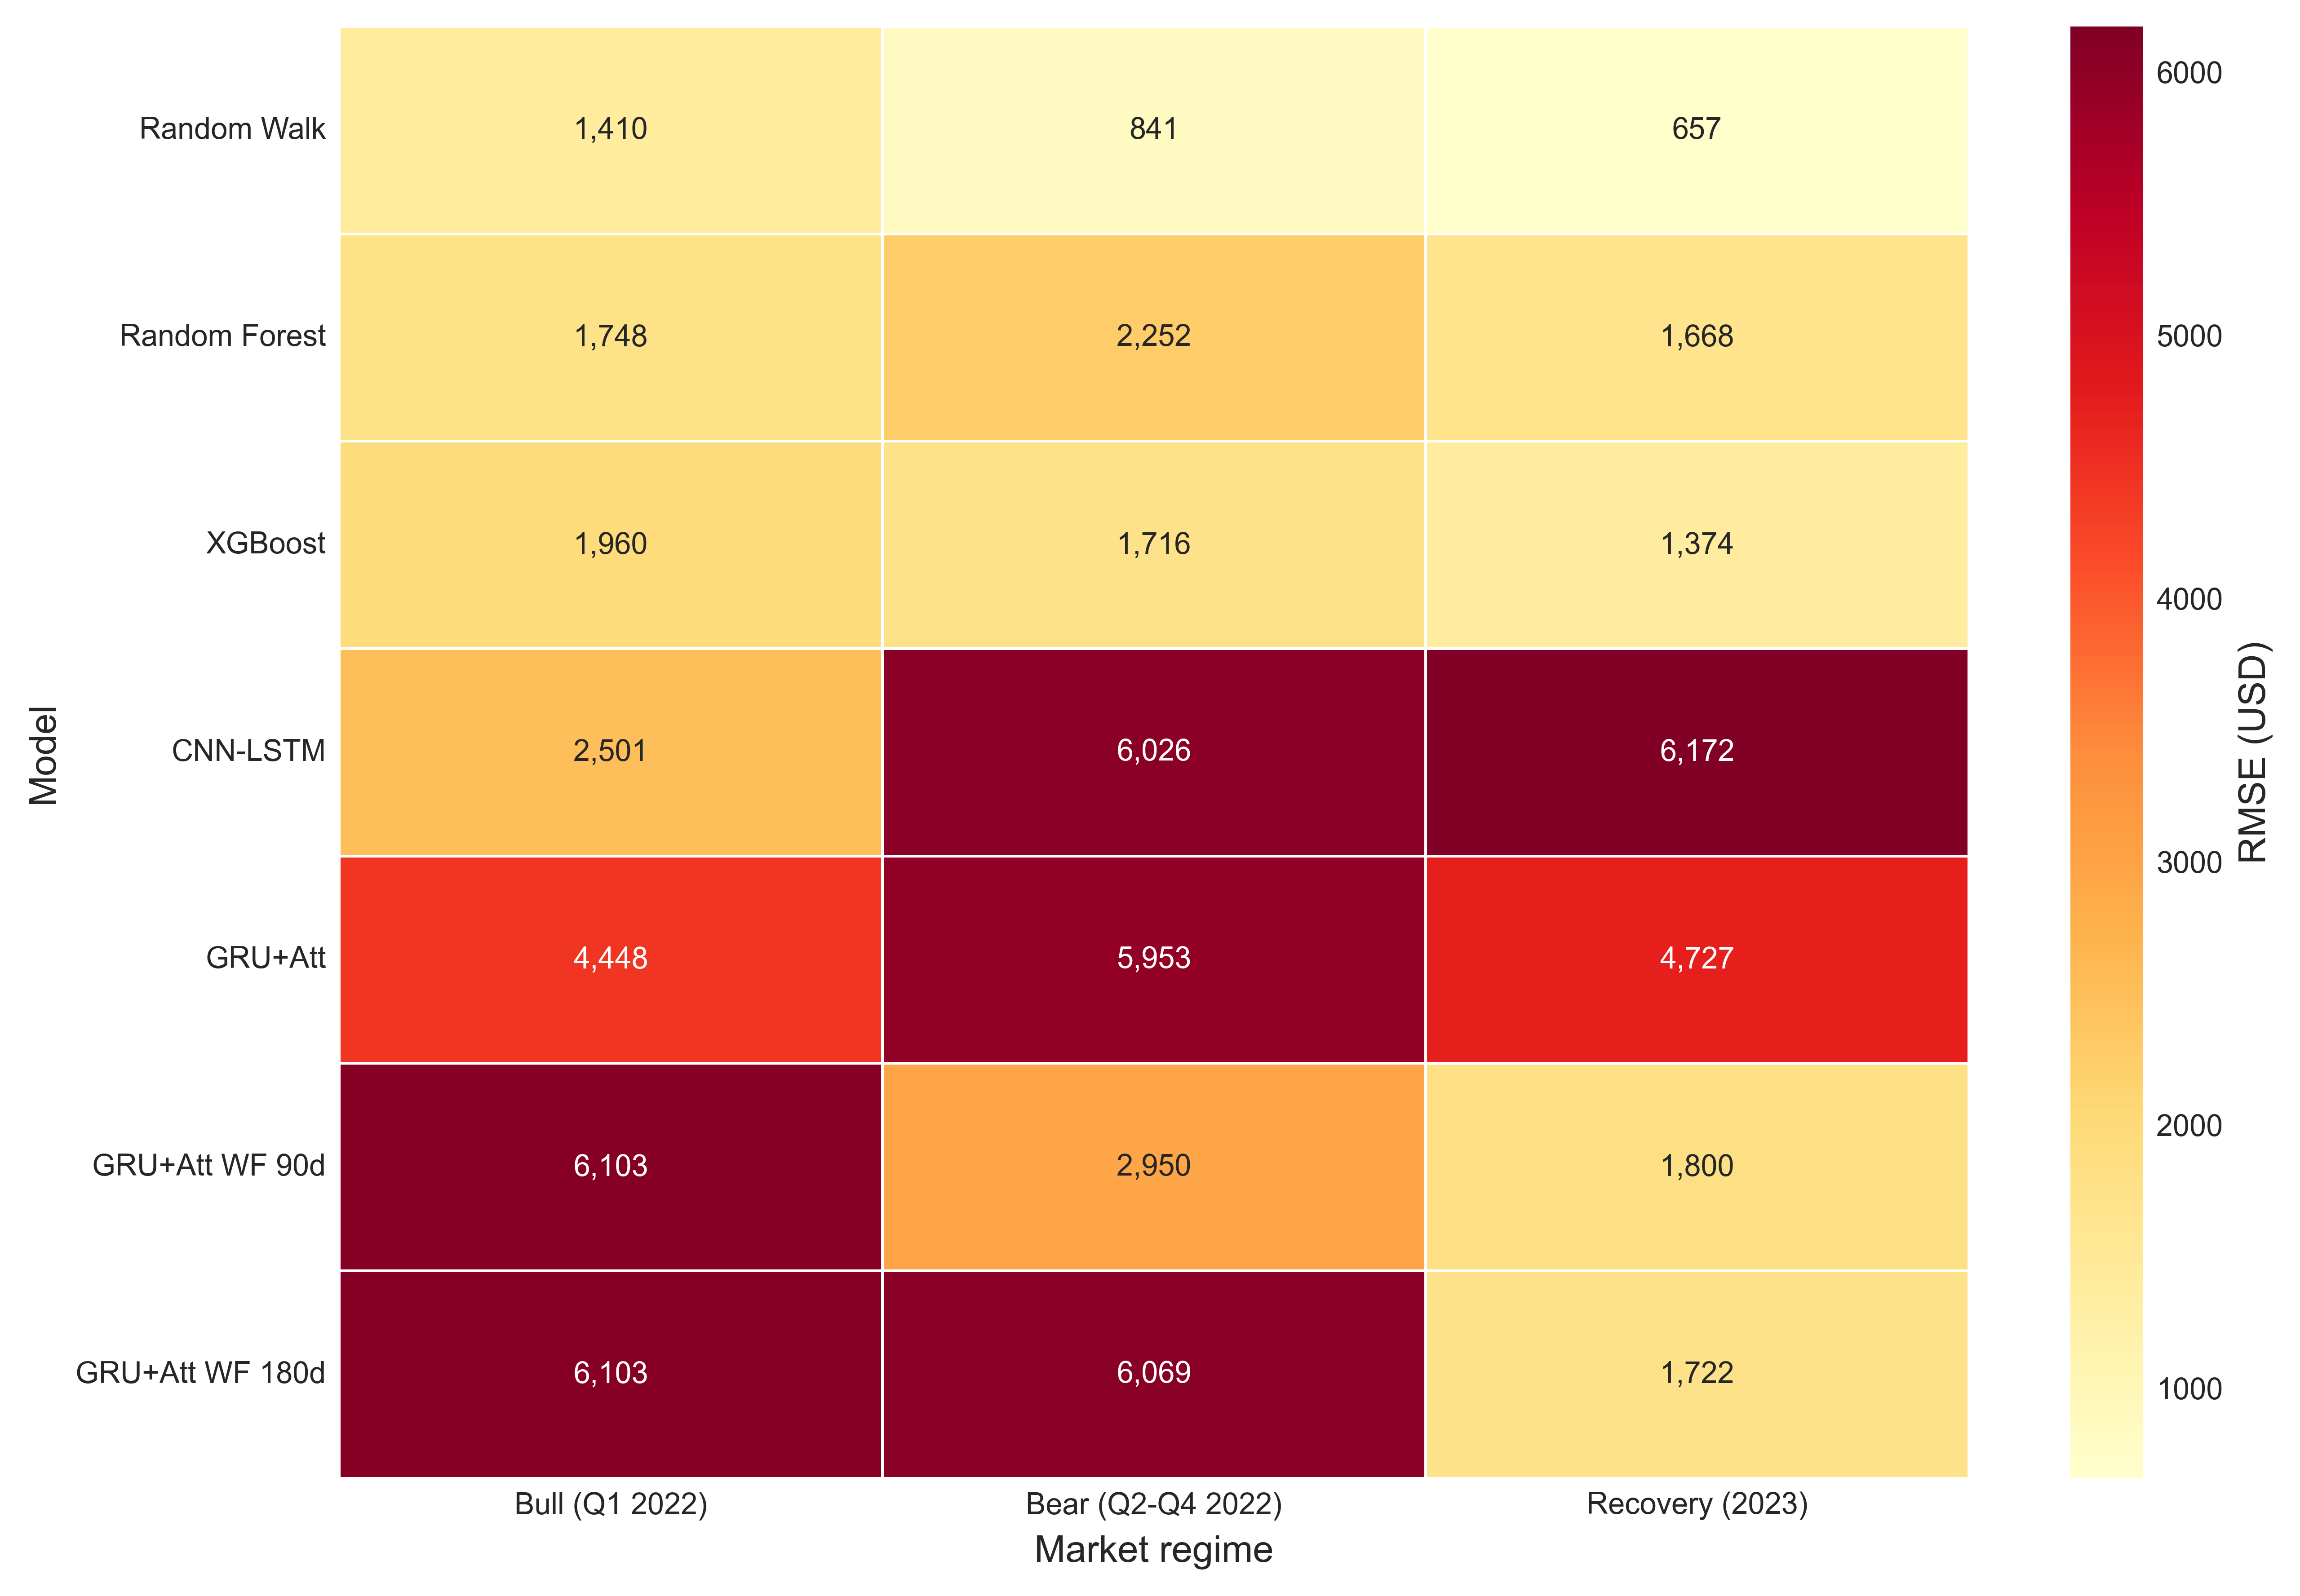 Random Walk 1,410 841 657
Random Forest 1,748 2,252 1,668
XGBoost 1,960 1,716 1,374
CNN-LSTM 2,501 6,026 6,172
GRU+Att 4,448 5,953 4,727
GRU+Att WF 90d 6,103 2,950 1,800
GRU+Att WF 180d 6,103 6,069 1,722
Bull (Q1 2022) Bear (Q2-Q4 2022) Recovery (2023)
Market regime
Model
6000
5000
4000
3000
2000
1000
RMSE (USD)